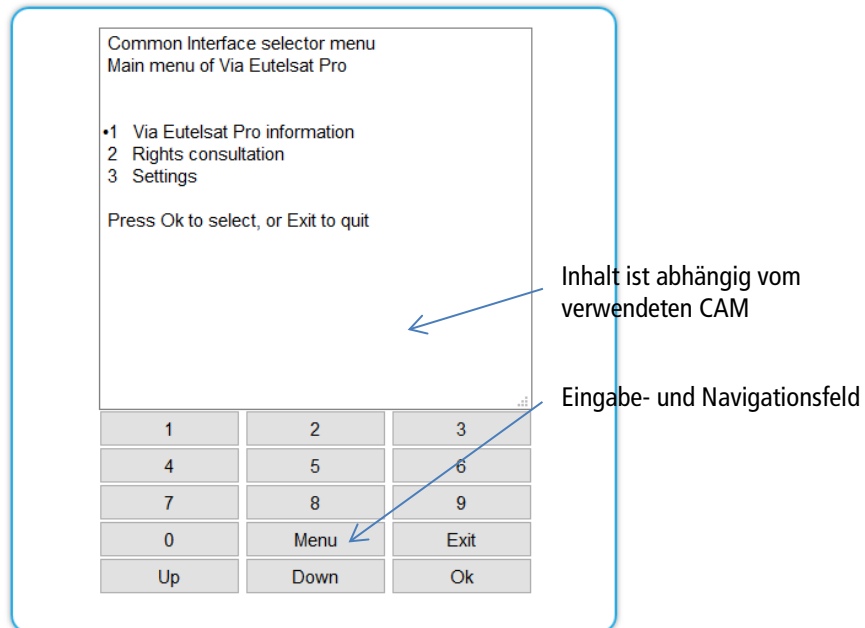 Common Interface selector menu
Main menu of Via Eutelsat Pro
•1 Via Eutelsat Pro information
2 Rights consultation
3 Settings
Press Ok to select, or Exit to quit
Inhalt ist abhängig vom
verwendeten CAM
Eingabe- und Navigationsfeld
1 2 3
4 5 6
7 8 9
0 Menu Exit
Up Down Ok